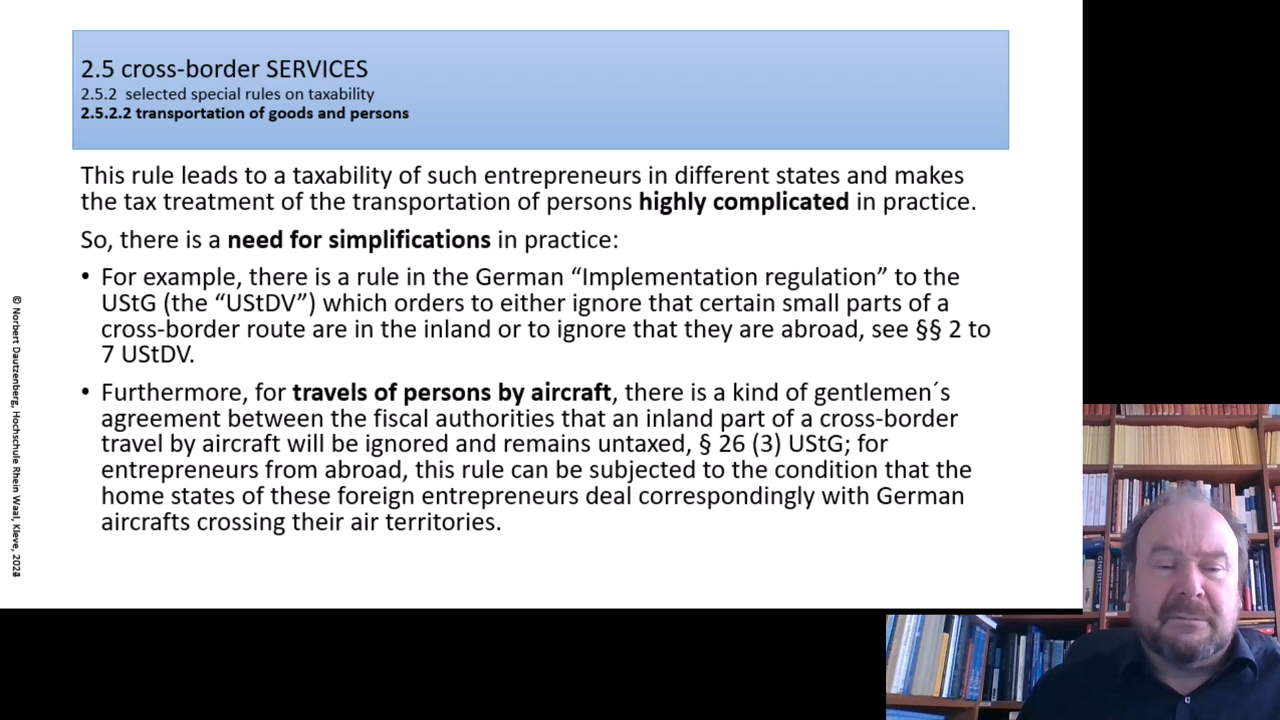 2.5 cross-border SERVICES
2.5.2 selected special rules on taxability
2.5.2.2 transportation of goods and persons
This rule leads to a taxability of such entrepreneurs in different states and makes
the tax treatment of the transportation of persons highly complicated in practice.
So, there is a need for simplifications in practice:
• For example, there is a rule in the German “Implementation regulation” to the
UStG (the “UStDV”) which orders to either ignore that certain small parts of a
cross-border route are in the inland or to ignore that they are abroad, see §§ 2 to
7 UStDV.
• Furthermore, for travels of persons by aircraft, there is a kind of gentlemen´s
agreement between the fiscal authorities that an inland part of a cross-border
travel by aircraft will be ignored and remains untaxed, § 26 (3) UStG; for
entrepreneurs from abroad, this rule can be subjected to the condition that the
home states of these foreign entrepreneurs deal correspondingly with German
aircrafts crossing their air territories.
© Norbert Dautzenberg, Hochschule Rhein Waal, Kleve,